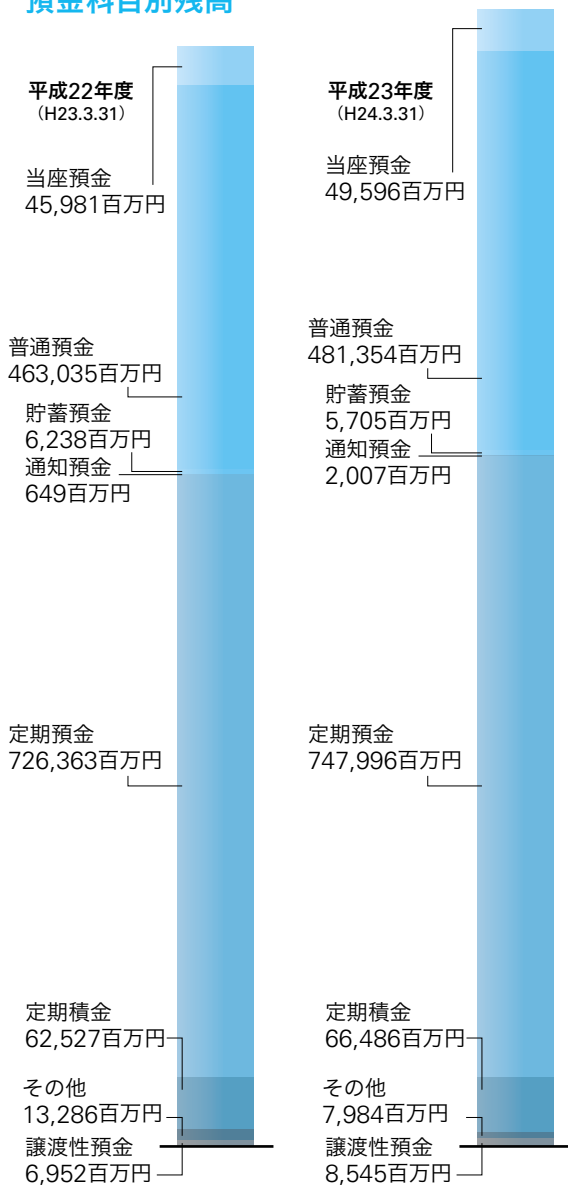 預金科目別残高
平成22年度
（H23.3.31）
当座預金
45,981百万円
普通預金
463,035百万円
貯蓄預金
6,238百万円
通知預金
649百万円
定期預金
726,363百万円
定期積金
62,527百万円
その他
13,286百万円
譲渡性預金
6,952百万円
平成23年度
（H24.3.31）
当座預金
49,596百万円
普通預金
481,354百万円
貯蓄預金
5,705百万円
通知預金
2,007百万円
定期預金
747,996百万円
定期積金
66,486百万円
その他
7,984百万円
譲渡性預金
8,545百万円